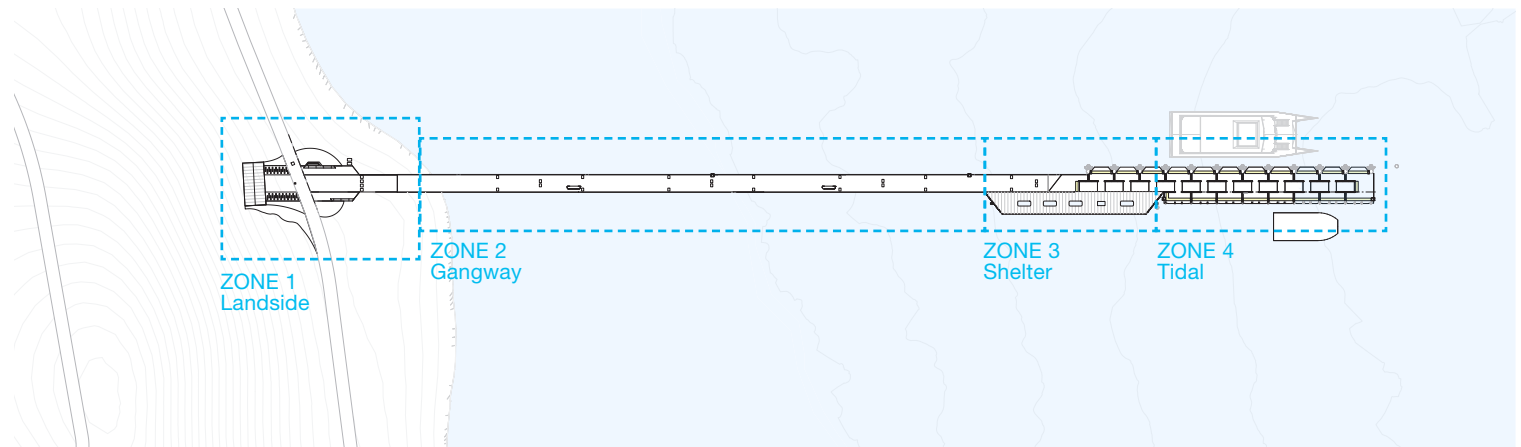 ZONE 1
Landside
ZONE 2
Gangway
ZONE 3
Shelter
ZONE 4
Tidal